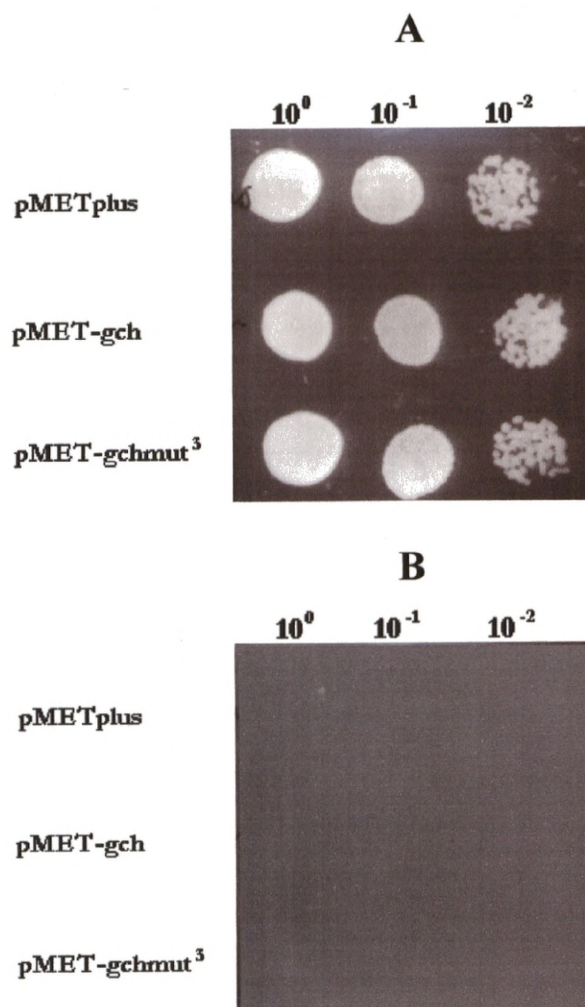 A
10⁰ 10⁻¹ 10⁻²
pMETplus
pMET-gch
pMET-gchmut³
B
10⁰ 10⁻¹ 10⁻²
pMETplus
pMET-gch
pMET-gchmut³